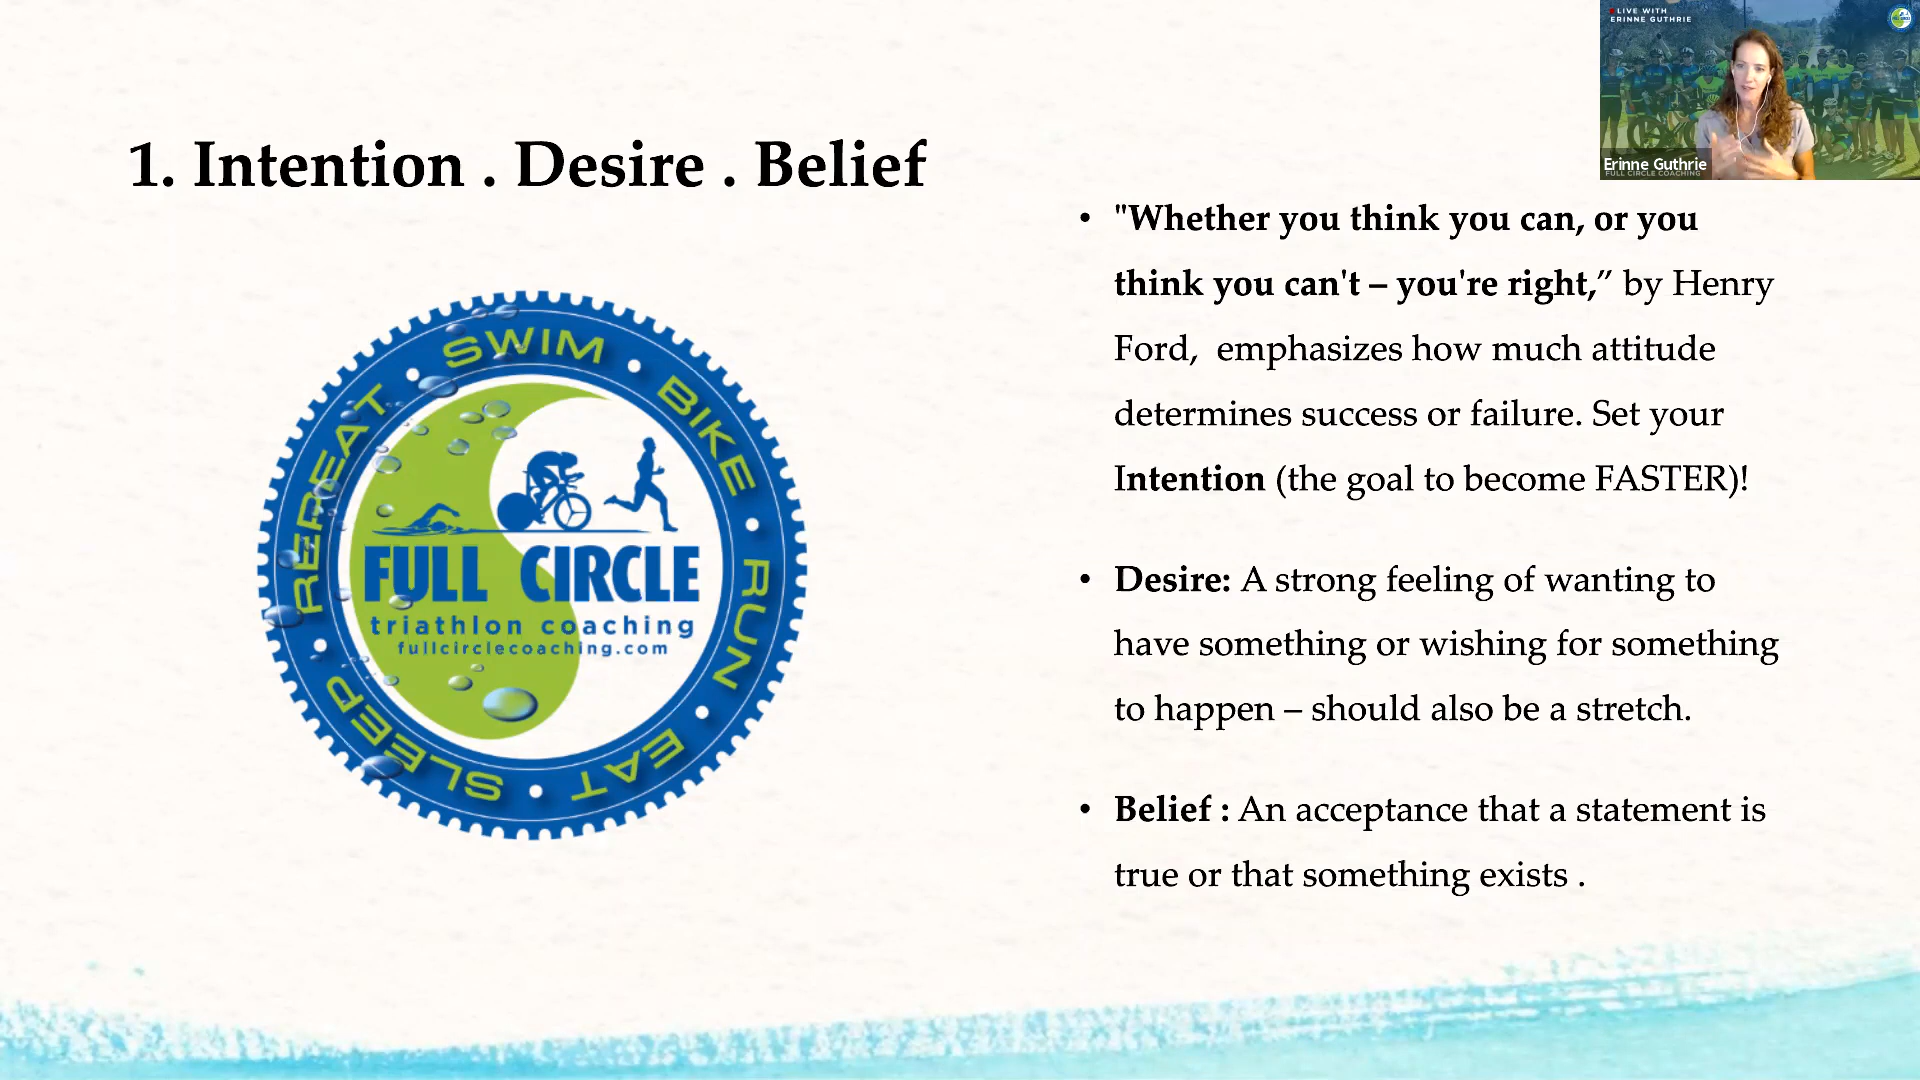 LIVE WITH
ERINNE GUTHRIE
Erinne Guthrie
FULL CIRCLE COACHING
1. Intention . Desire . Belief
SWIM • BIKE • RUN • EAT • SLEEP • REPEAT •
FULL CIRCLE
triathlon coaching
fullcirclecoaching.com
• "Whether you think you can, or you
think you can't – you're right,” by Henry
Ford,  emphasizes how much attitude
determines success or failure. Set your
Intention (the goal to become FASTER)!
• Desire: A strong feeling of wanting to
have something or wishing for something
to happen – should also be a stretch.
• Belief : An acceptance that a statement is
true or that something exists .